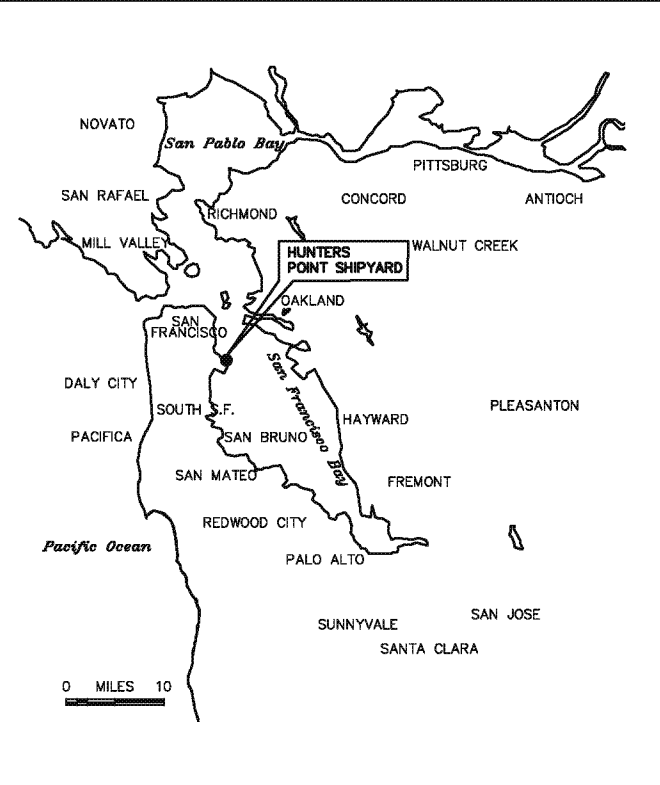 NOVATO
San Pablo Bay
PITTSBURG
SAN RAFAEL
CONCORD
ANTIOCH
RICHMOND
MILL VALLEY
WALNUT CREEK
HUNTERS
POINT SHIPYARD
OAKLAND
SAN
FRANCISCO
DALY CITY
San Francisco Bay
SOUTH S.F.
PLEASANTON
HAYWARD
PACIFICA
SAN BRUNO
SAN MATEO
FREMONT
REDWOOD CITY
Pacific Ocean
PALO ALTO
SAN JOSE
SUNNYVALE
SANTA CLARA
0 MILES 10